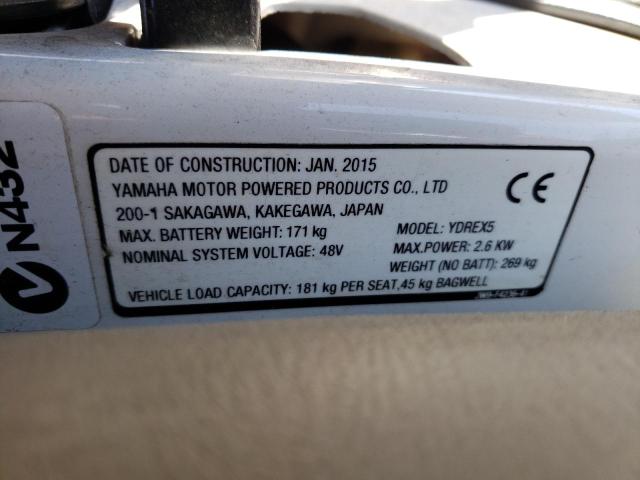 N432
DATE OF CONSTRUCTION: JAN. 2015
YAMAHA MOTOR POWERED PRODUCTS CO., LTD
200-1 SAKAGAWA, KAKEGAWA, JAPAN
MAX. BATTERY WEIGHT: 171 kg
NOMINAL SYSTEM VOLTAGE: 48V
CE
MODEL: YDREX5
MAX.POWER: 2.6 KW
WEIGHT (NO BATT): 269 kg
VEHICLE LOAD CAPACITY: 181 kg PER SEAT,45 kg BAGWELL